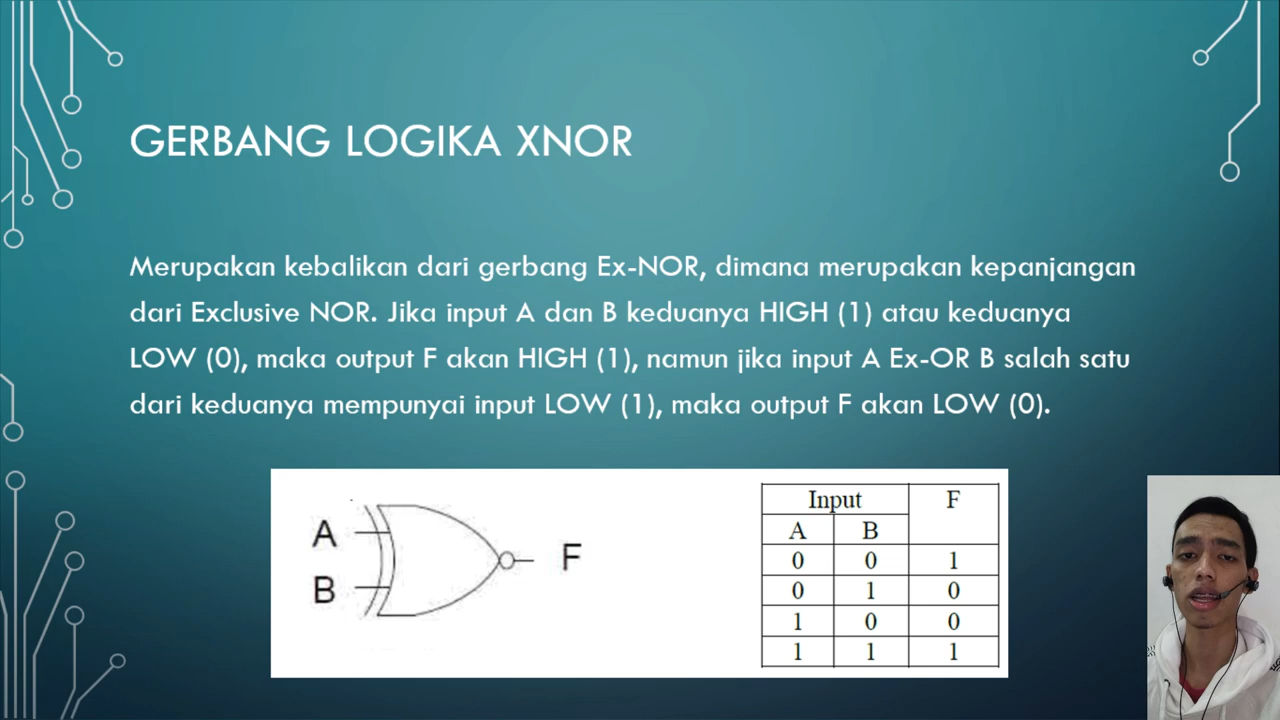 GERBANG LOGIKA XNOR
Merupakan kebalikan dari gerbang Ex-NOR, dimana merupakan kepanjangan
dari Exclusive NOR. Jika input A dan B keduanya HIGH (1) atau keduanya
LOW (0), maka output F akan HIGH (1), namun jika input A Ex-OR B salah satu
dari keduanya mempunyai input LOW (1), maka output F akan LOW (0).
A
B
F
Input F
A B
0 0 1
0 1 0
1 0 0
1 1 1